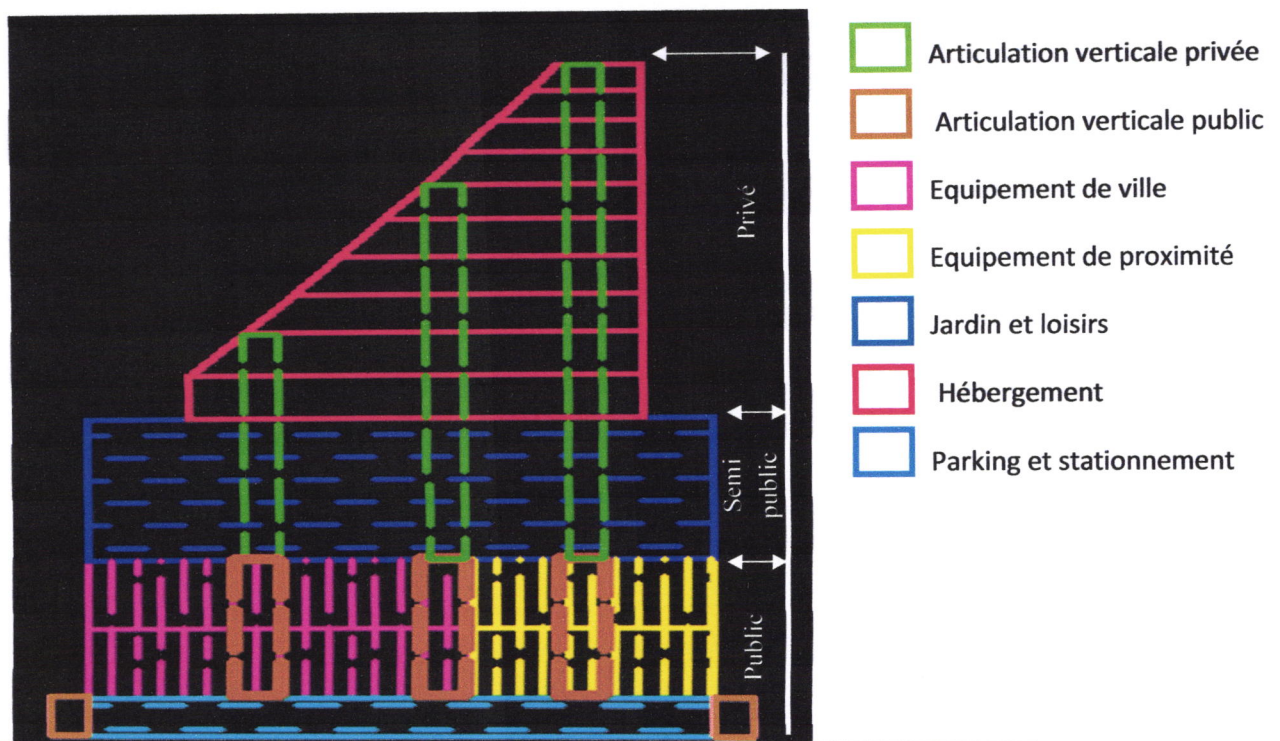 Privé
Semi
public
Public
Articulation verticale privée
Articulation verticale public
Equipement de ville
Equipement de proximité
Jardin et loisirs
Hébergement
Parking et stationnement